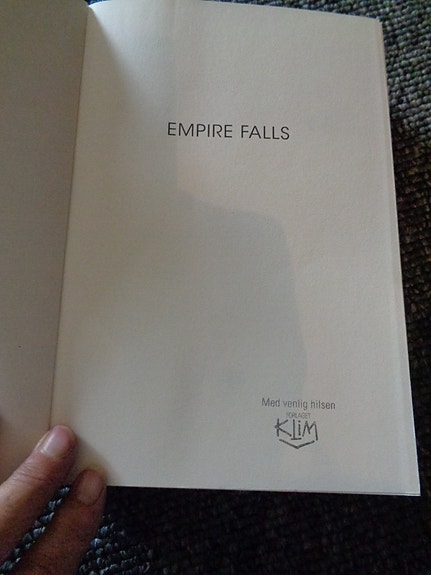 EMPIRE FALLS
Med venlig hilsen
FORLAGET
KLiM